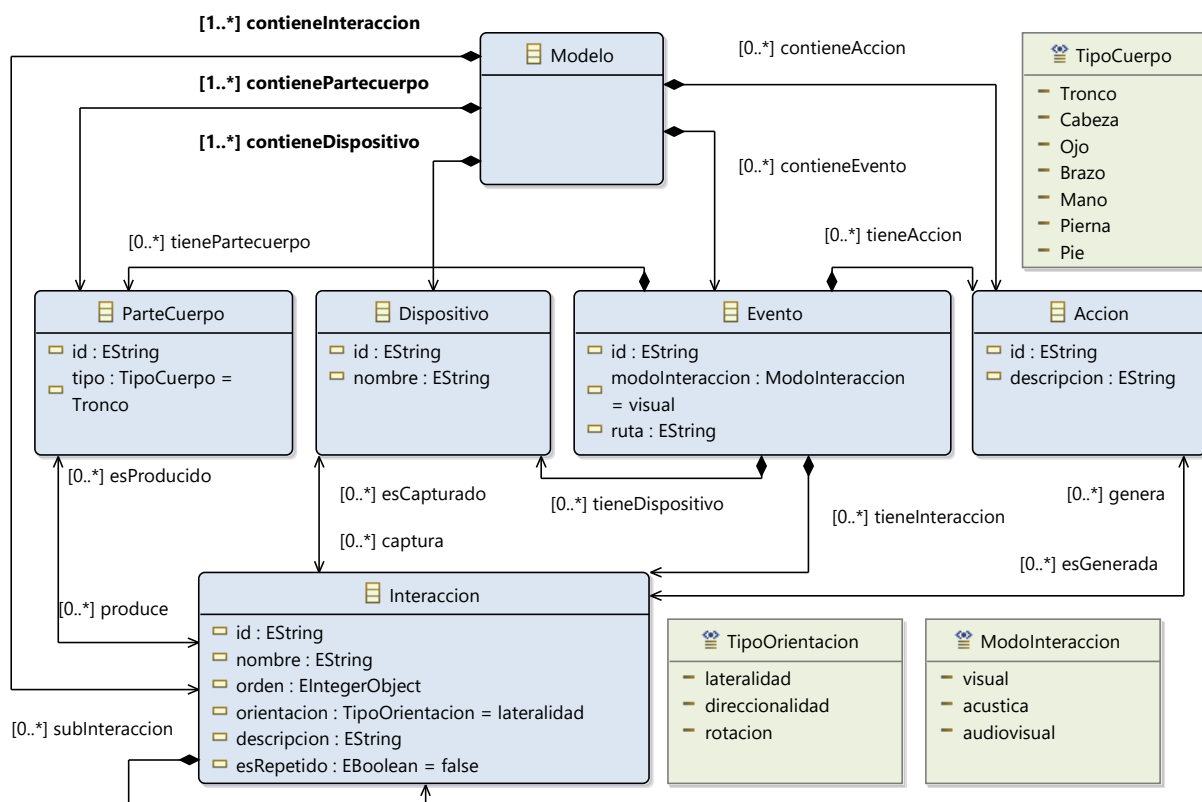 [1..*] contieneInteraccion
Modelo
[0..*] contieneAccion
TipoCuerpo
Tronco
Cabeza
Ojo
Brazo
Mano
Pierna
Pie
[1..*] contienePartecuerpo
[1..*] contieneDispositivo
[0..*] contieneEvento
[0..*] tienePartecuerpo
[0..*] tieneAccion
ParteCuerpo
id : EString
tipo : TipoCuerpo =
Tronco
Dispositivo
id : EString
nombre : EString
Evento
id : EString
modoInteraccion : ModoInteraccion
= visual
ruta : EString
Accion
id : EString
descripcion : EString
[0..*] esProducido
[0..*] esCapturado
[0..*] tieneDispositivo
[0..*] tieneInteraccion
[0..*] genera
[0..*] captura
[0..*] esGenerada
[0..*] produce
Interaccion
id : EString
nombre : EString
orden : EIntegerObject
orientacion : TipoOrientacion = lateralidad
descripcion : EString
esRepetido : EBoolean = false
TipoOrientacion
lateralidad
direccionalidad
rotacion
ModoInteraccion
visual
acustica
audiovisual
[0..*] subInteraccion